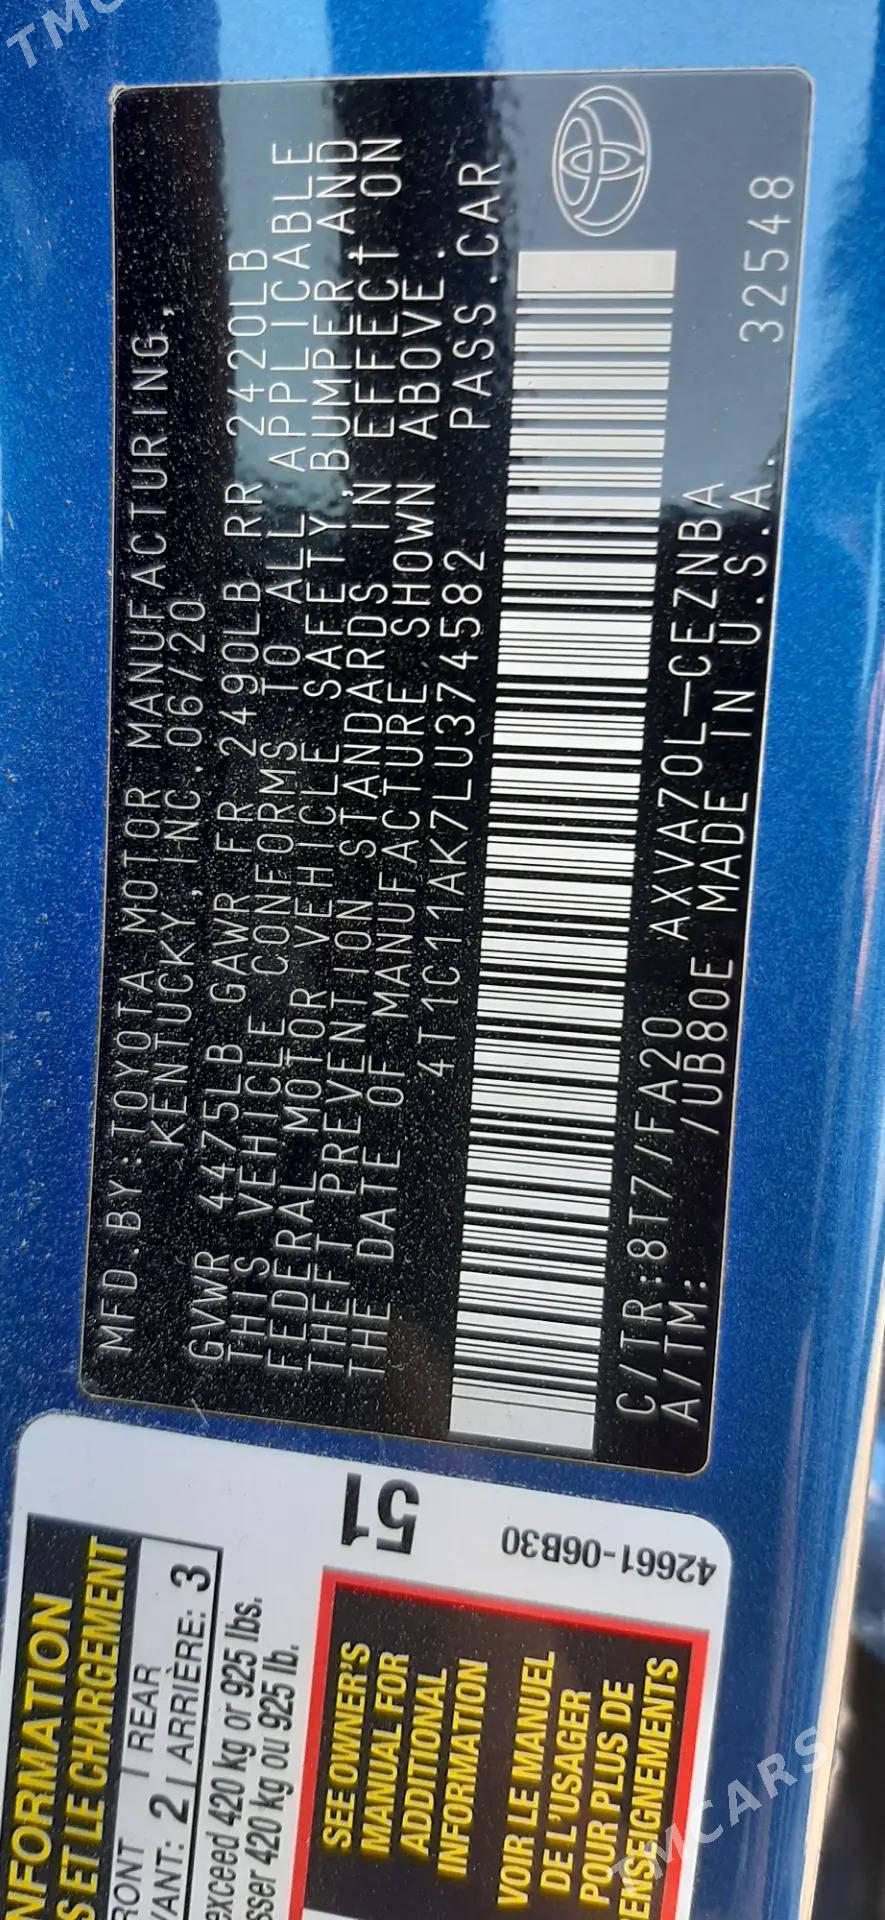 MFD.BY:TOYOTA MOTOR MANUFACTURING,
KENTUCKY, INC. 06/20
GVWR 4475LB GAWR FR 2490LB RR 2420LB
THIS VEHICLE CONFORMS TO ALL APPLICABLE
FEDERAL MOTOR VEHICLE SAFETY, BUMPER, AND
THEFT PREVENTION STANDARDS IN EFFECT ON
THE DATE OF MANUFACTURE SHOWN ABOVE.
4T1C11AK7LU374582 PASS.CAR
C/TR:8T7/FA20 AXVA70L-CEZNBA
A/TM: /UB80E MADE IN U.S.A. 32548
51
42661-06B30
NFORMATION
S ET LE CHARGEMENT
RONT REAR
VANT: 2 ARRIÈRE: 3
exceed 420 kg or 925 lbs.
sser 420 kg ou 925 lb.
SEE OWNER'S
MANUAL FOR
ADDITIONAL
INFORMATION
VOIR LE MANUEL
DE L'USAGER
POUR PLUS DE
ENSEIGNEMENTS
TMCARS
TMC